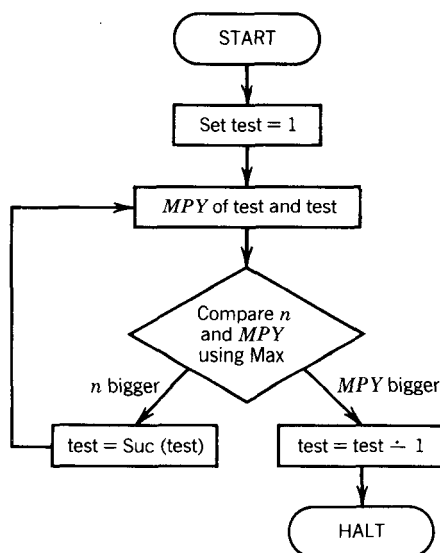 START
Set test = 1
MPY of test and test
Compare n
and MPY
using Max
n bigger
MPY bigger
test = Suc (test)
test = test ∸ 1
HALT